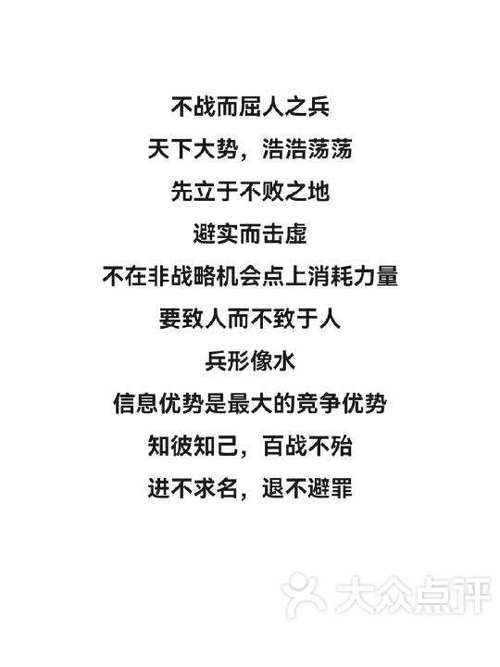 不战而屈人之兵
天下大势，浩浩荡荡
先立于不败之地
避实而击虚
不在非战略机会点上消耗力量
要致人而不致于人
兵形像水
信息优势是最大的竞争优势
知彼知己，百战不殆
进不求名，退不避罪
大众点评